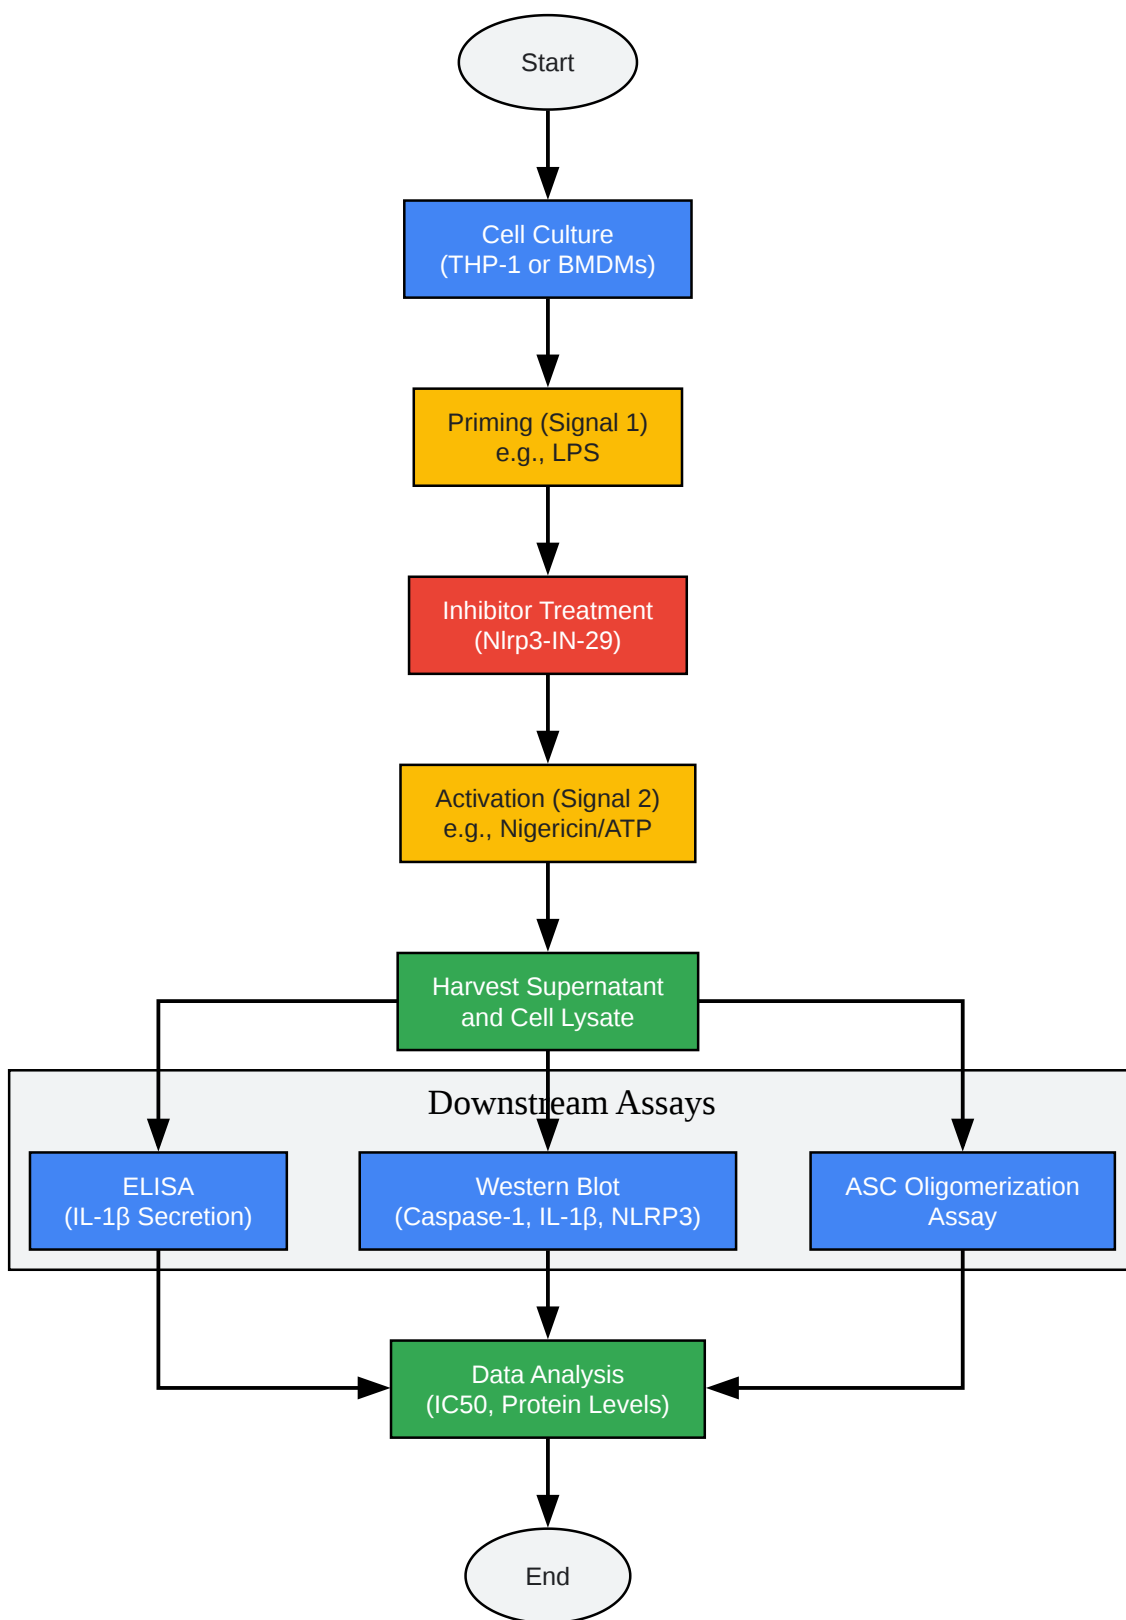 Start
Cell Culture
(THP-1 or BMDMs)
Priming (Signal 1)
e.g., LPS
Inhibitor Treatment
(Nlrp3-IN-29)
Activation (Signal 2)
e.g., Nigericin/ATP
Harvest Supernatant
and Cell Lysate
Downstream Assays
ELISA
(IL-1β Secretion)
Western Blot
(Caspase-1, IL-1β, NLRP3)
ASC Oligomerization
Assay
Data Analysis
(IC50, Protein Levels)
End